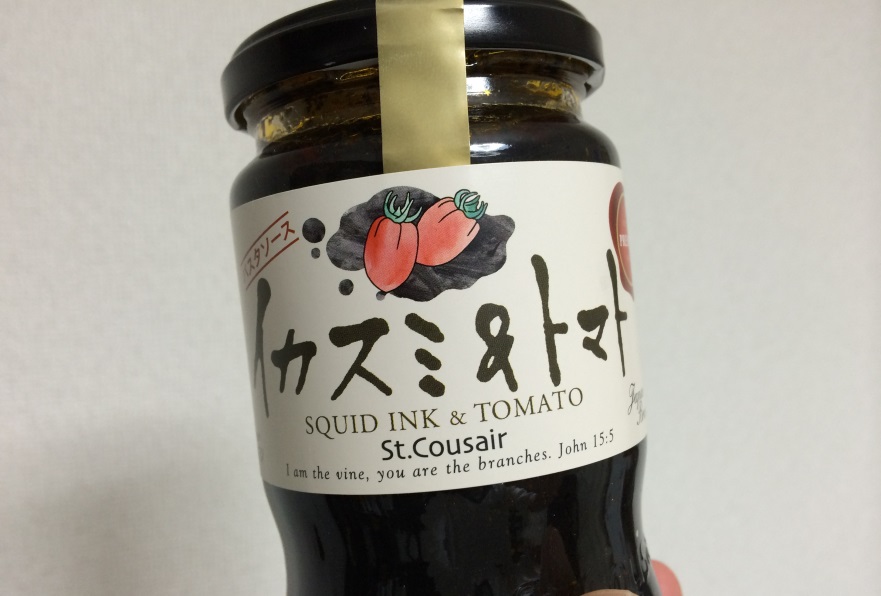 パスタソース
イカスミ&トマト
SQUID INK & TOMATO
St.Cousair
I am the vine, you are the branches. John 15:5